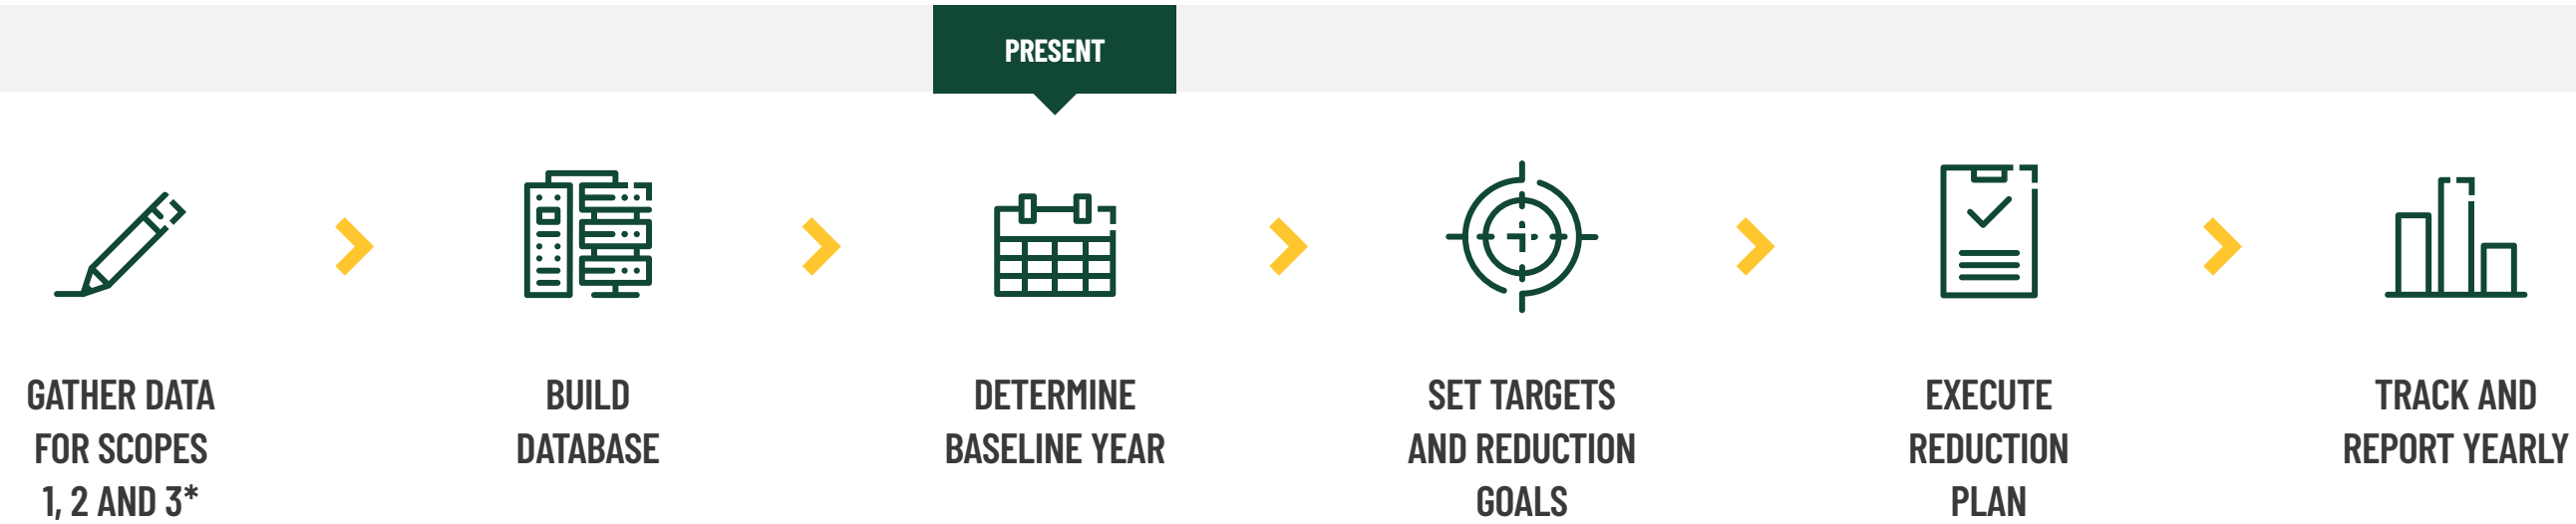 PRESENT
GATHER DATA
FOR SCOPES
1, 2 AND 3*
BUILD
DATABASE
DETERMINE
BASELINE YEAR
SET TARGETS
AND REDUCTION
GOALS
EXECUTE
REDUCTION
PLAN
TRACK AND
REPORT YEARLY